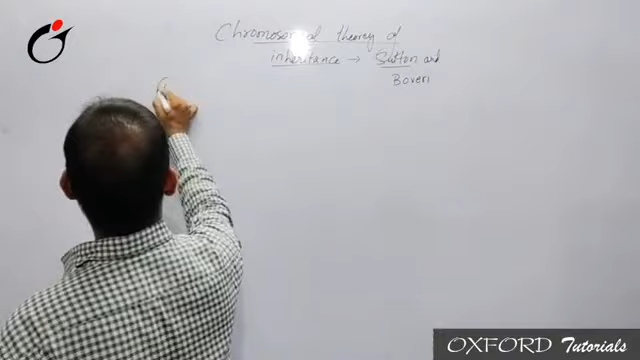 Chromosomal theory of
inheritance → Sutton and
Boveri
OXFORD Tutorials